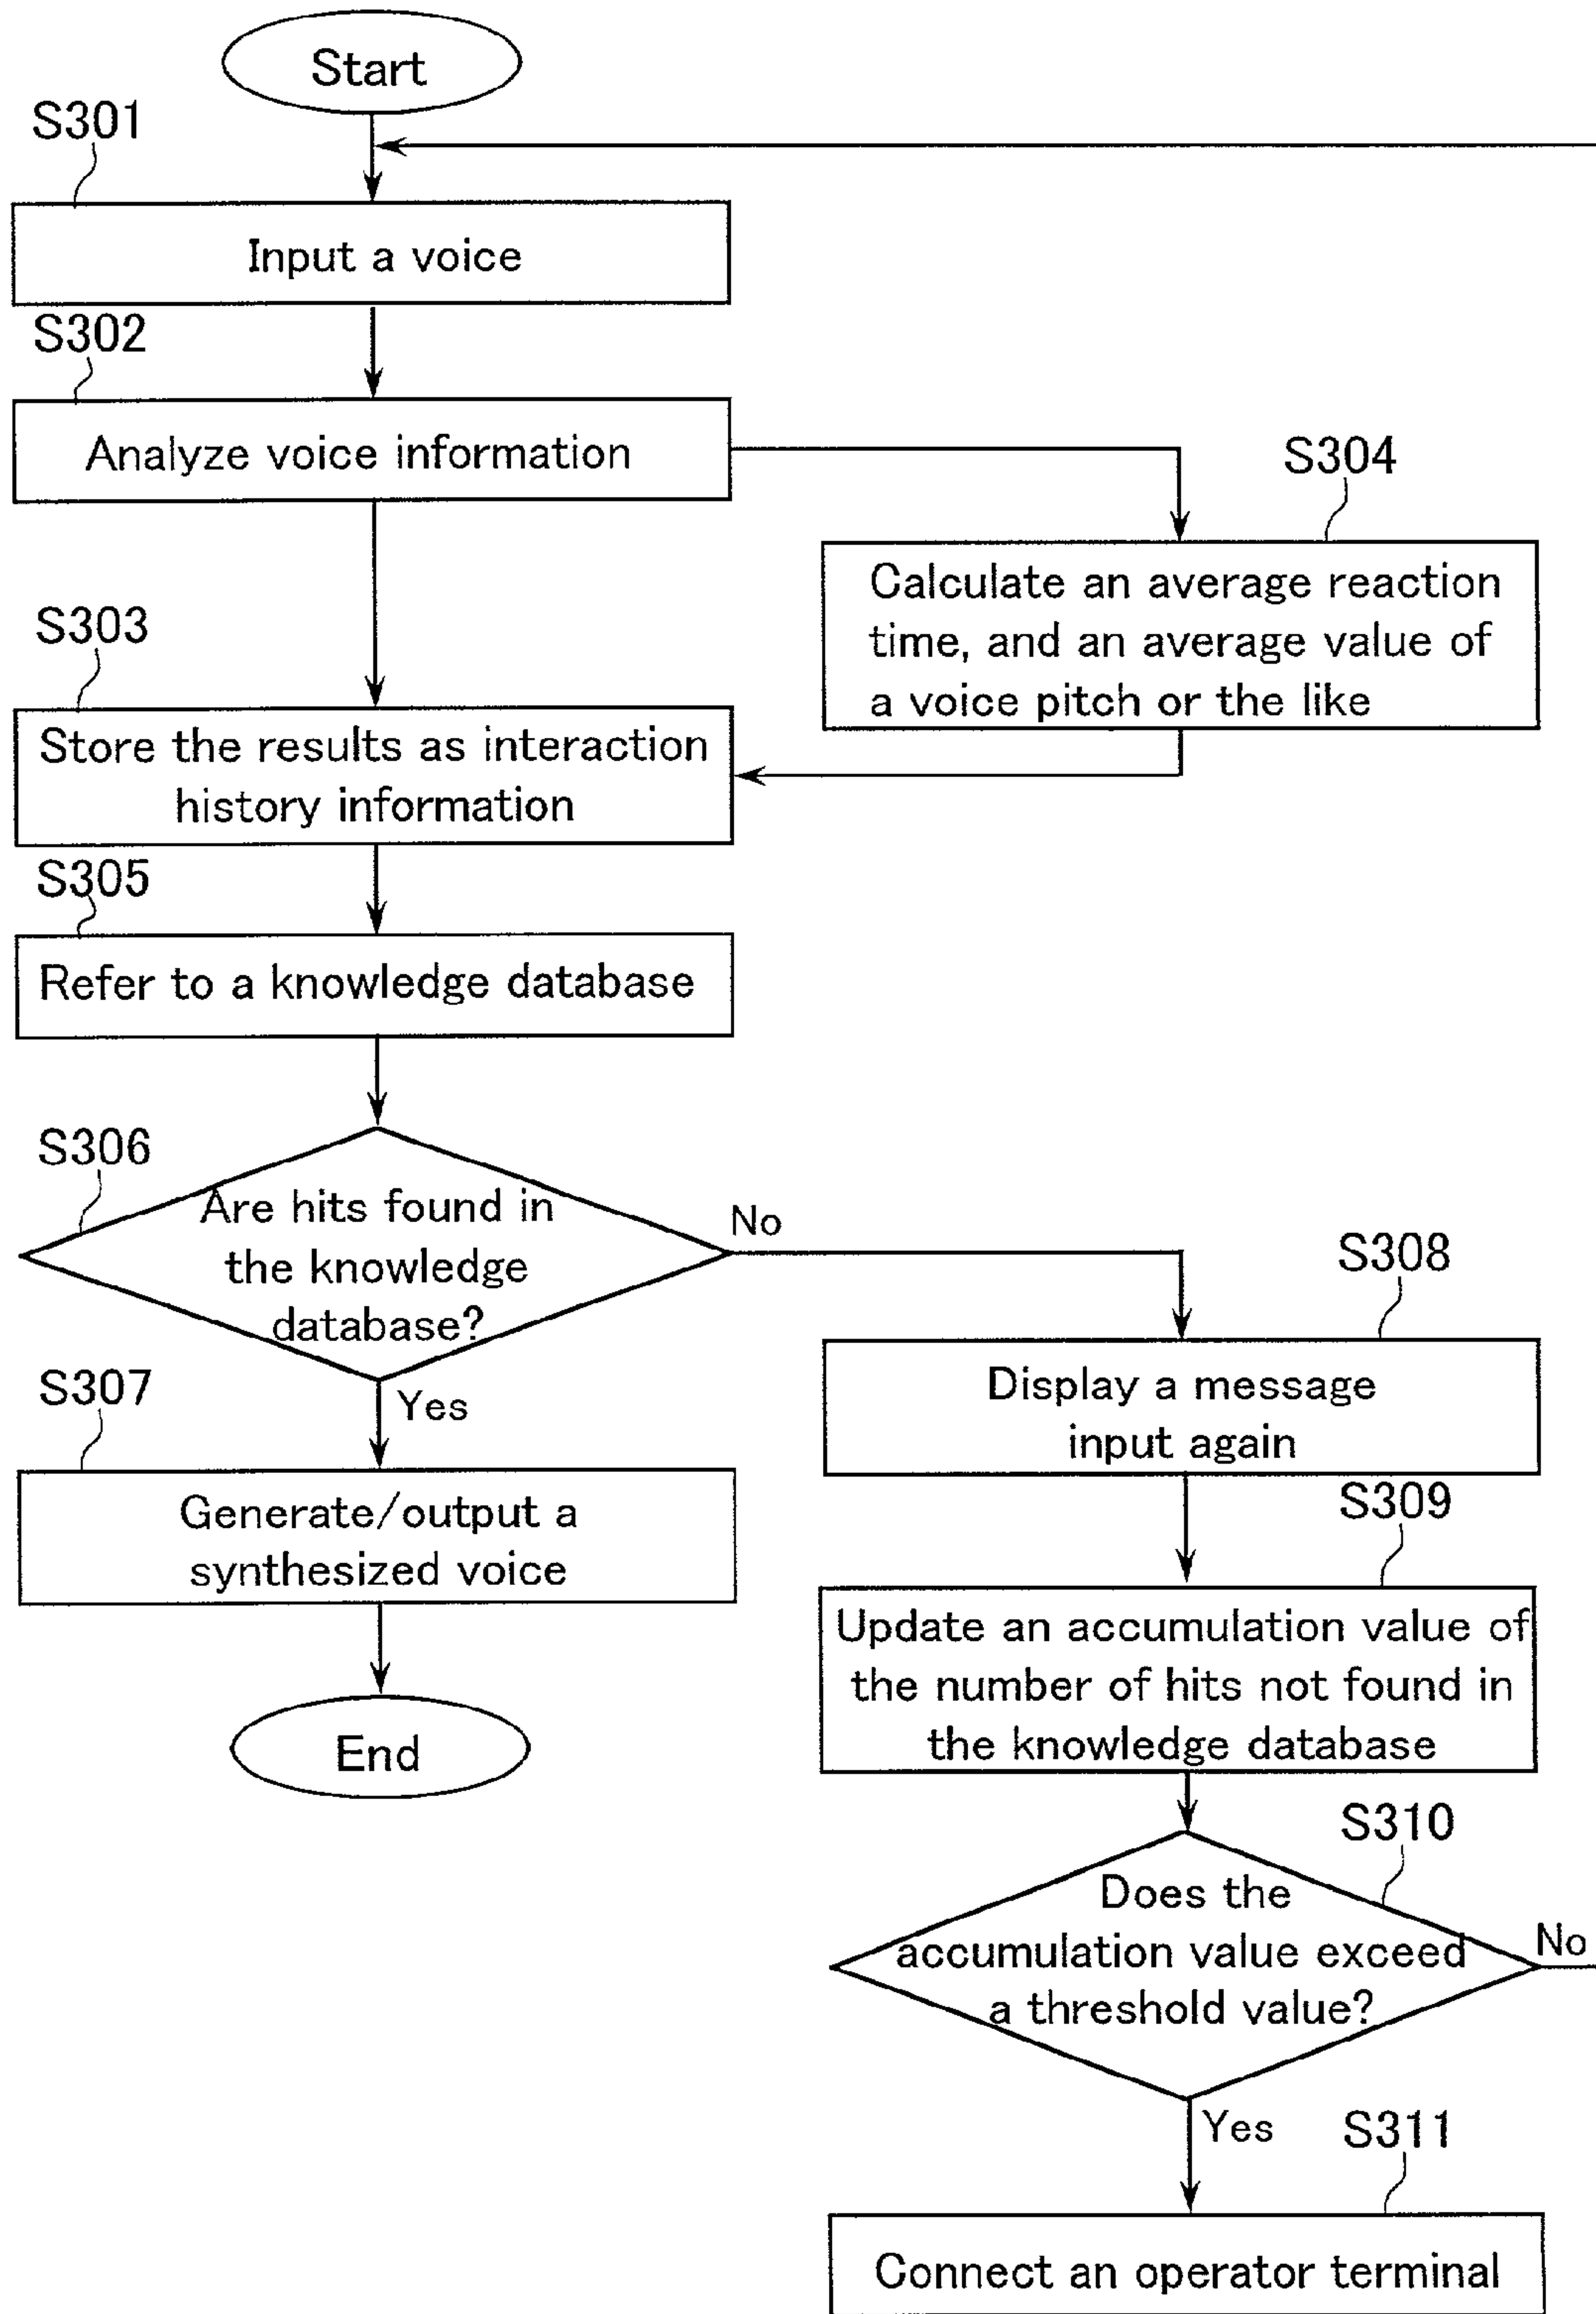 Start
S301
Input a voice
S302
Analyze voice information
S304
Calculate an average reaction
time, and an average value of
a voice pitch or the like
S303
Store the results as interaction
history information
S305
Refer to a knowledge database
S306
Are hits found in
the knowledge
database?
No
Yes
S307
Generate/output a
synthesized voice
End
S308
Display a message
input again
S309
Update an accumulation value of
the number of hits not found in
the knowledge database
S310
Does the
accumulation value exceed
a threshold value?
No
Yes
S311
Connect an operator terminal